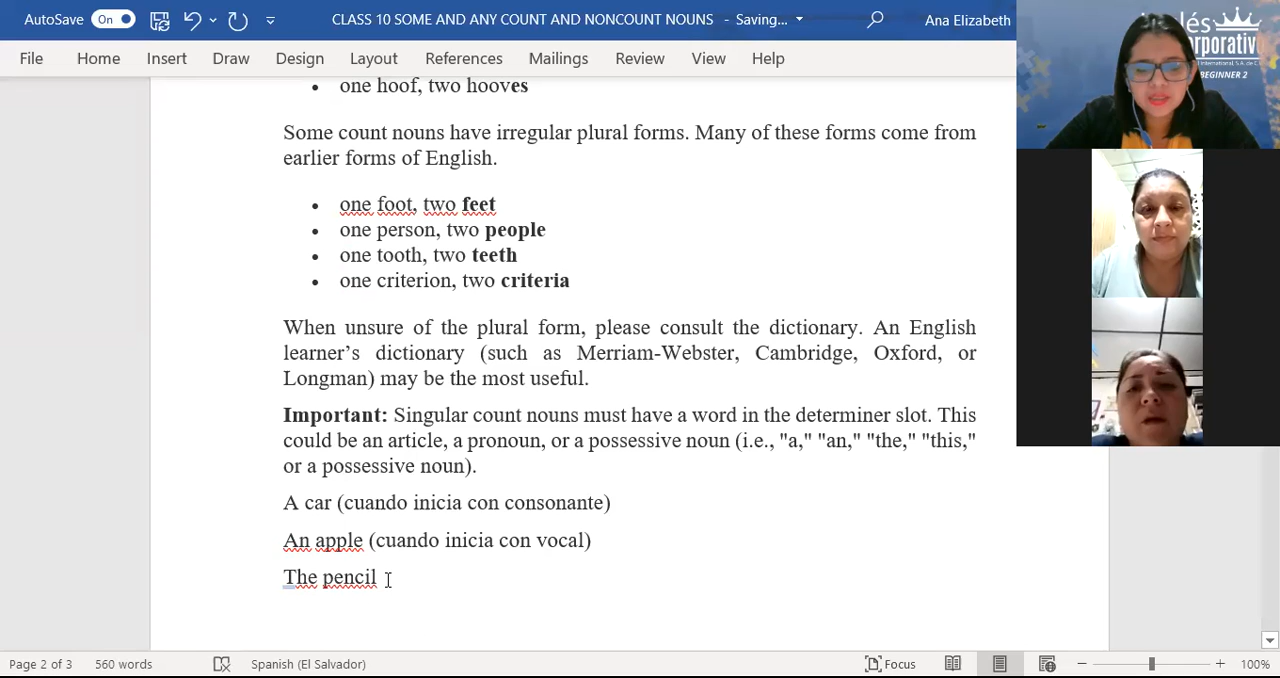 AutoSave On CLASS 10 SOME AND ANY COUNT AND NONCOUNT NOUNS - Saving... Ana Elizabeth
File Home Insert Draw Design Layout References Mailings Review View Help
one hoof, two hooves
Some count nouns have irregular plural forms. Many of these forms come from
earlier forms of English.
one foot, two feet
one person, two people
one tooth, two teeth
one criterion, two criteria
When unsure of the plural form, please consult the dictionary. An English
learner's dictionary (such as Merriam-Webster, Cambridge, Oxford, or
Longman) may be the most useful.
Important: Singular count nouns must have a word in the determiner slot. This
could be an article, a pronoun, or a possessive noun (i.e., "a," "an," "the," "this,"
or a possessive noun).
A car (cuando inicia con consonante)
An apple (cuando inicia con vocal)
The pencil
Page 2 of 3 560 words Spanish (El Salvador) Focus 100%
BEGINNER 2